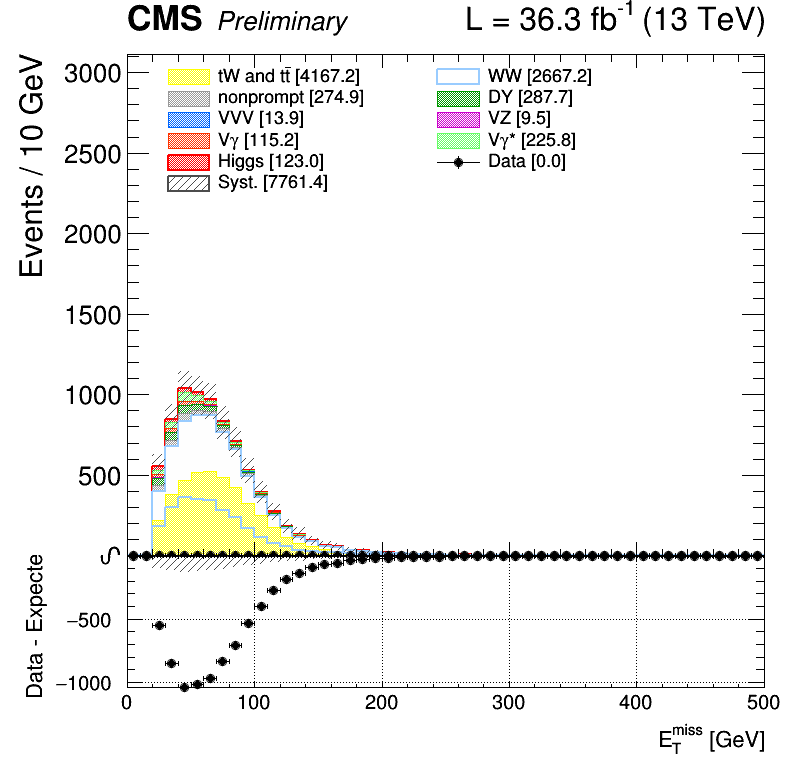 CMS Preliminary L = 36.3 fb⁻¹ (13 TeV)
Events / 10 GeV
tW and tt̄ [4167.2]
nonprompt [274.9]
VVV [13.9]
Vγ [115.2]
Higgs [123.0]
Syst. [7761.4]
WW [2667.2]
DY [287.7]
VZ [9.5]
Vγ* [225.8]
Data [0.0]
3000
2500
2000
1500
1000
500
0
Data - Expecte
−500
−1000
0 100 200 300 400 500
E_T^miss [GeV]